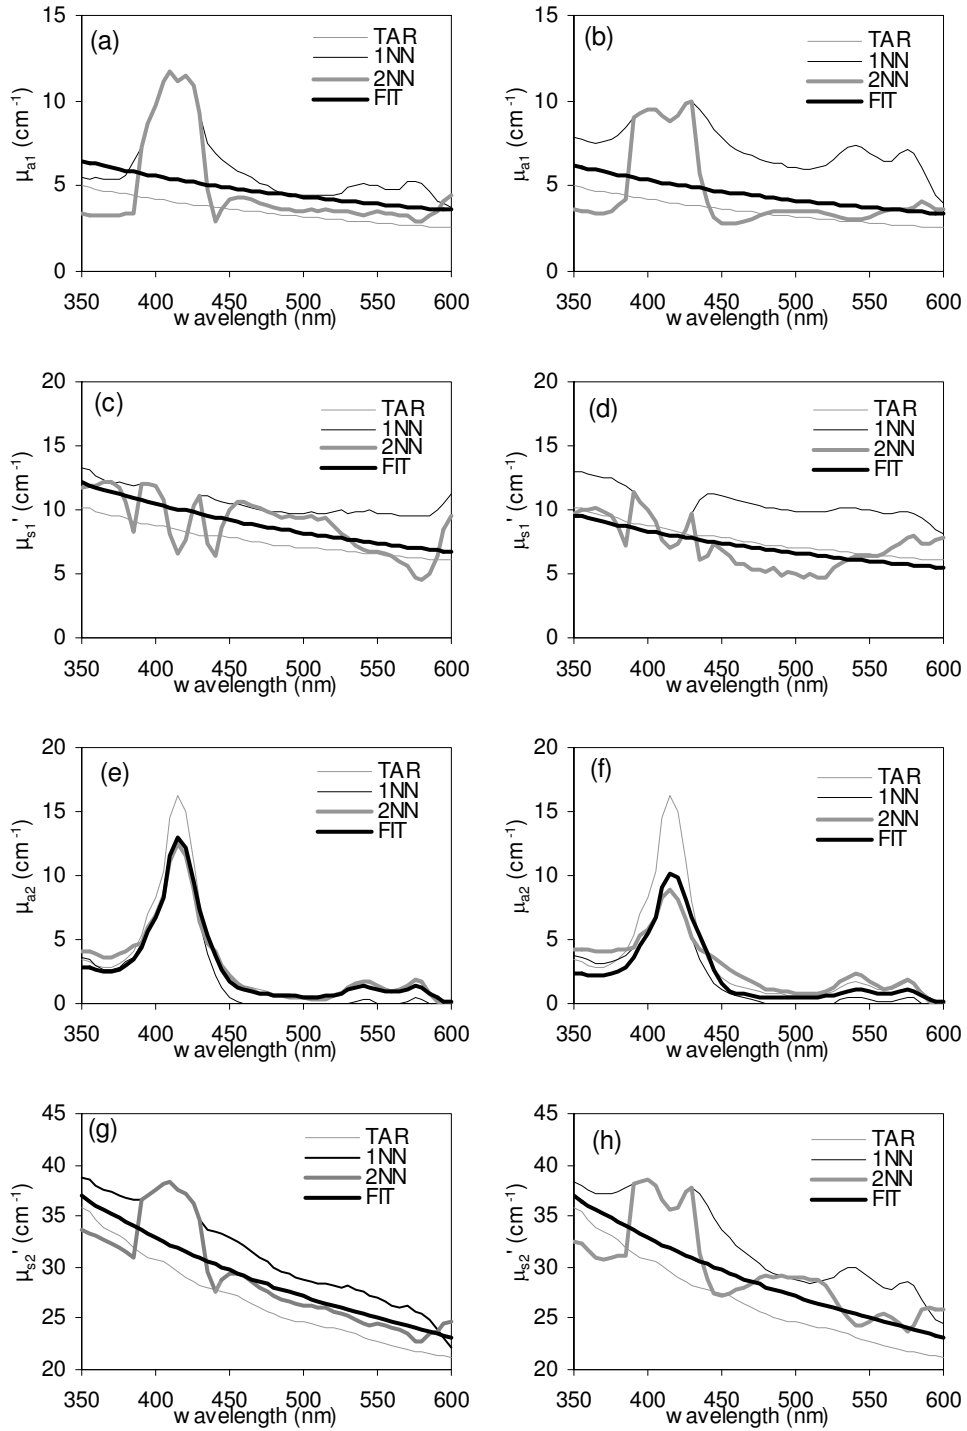 (a)
TAR
1NN
2NN
FIT
15
10
5
0
μa1 (cm-1)
350 400 450 500 550 600
wavelength (nm)
(b)
TAR
1NN
2NN
FIT
15
10
5
0
μa1 (cm-1)
350 400 450 500 550 600
wavelength (nm)
(c)
TAR
1NN
2NN
FIT
20
15
10
5
0
μs1' (cm-1)
350 400 450 500 550 600
wavelength (nm)
(d)
TAR
1NN
2NN
FIT
20
15
10
5
0
μs1' (cm-1)
350 400 450 500 550 600
wavelength (nm)
(e)
TAR
1NN
2NN
FIT
20
15
10
5
0
μa2 (cm-1)
350 400 450 500 550 600
wavelength (nm)
(f)
TAR
1NN
2NN
FIT
20
15
10
5
0
μa2 (cm-1)
350 400 450 500 550 600
wavelength (nm)
(g)
TAR
1NN
2NN
FIT
45
40
35
30
25
20
μs2' (cm-1)
350 400 450 500 550 600
wavelength (nm)
(h)
TAR
1NN
2NN
FIT
45
40
35
30
25
20
μs2' (cm-1)
350 400 450 500 550 600
wavelength (nm)